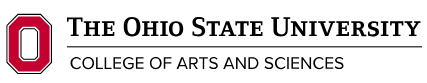 THE OHIO STATE UNIVERSITY
COLLEGE OF ARTS AND SCIENCES